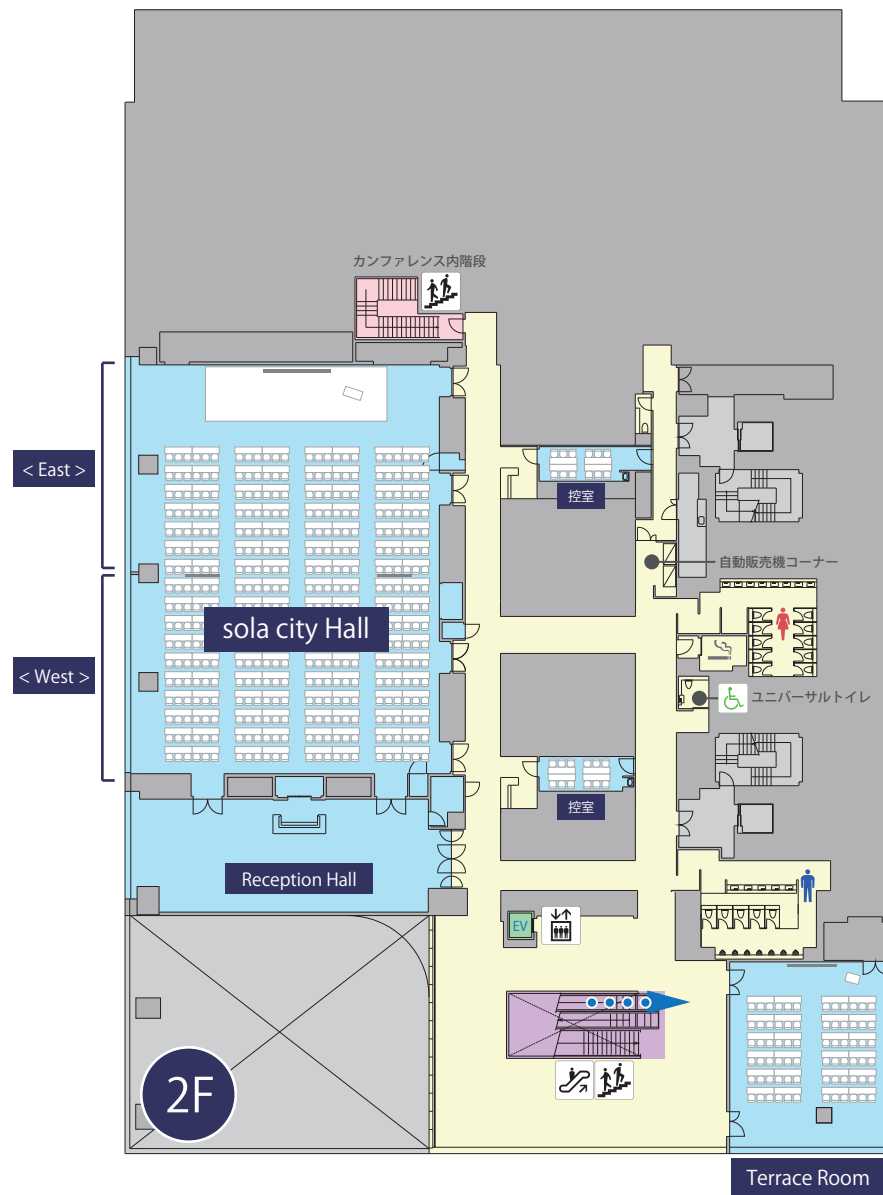 カンファレンス内階段
< East >
控室
自動販売機コーナー
sola city Hall
< West >
ユニバーサルトイレ
控室
Reception Hall
EV
2F
Terrace Room